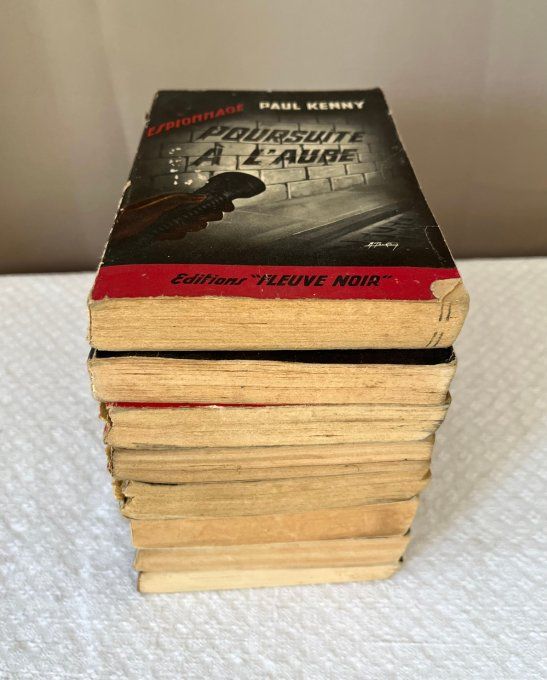 ESPIONNAGE PAUL KENNY
POURSUITE
À L'AUBE
Editions "FLEUVE NOIR"